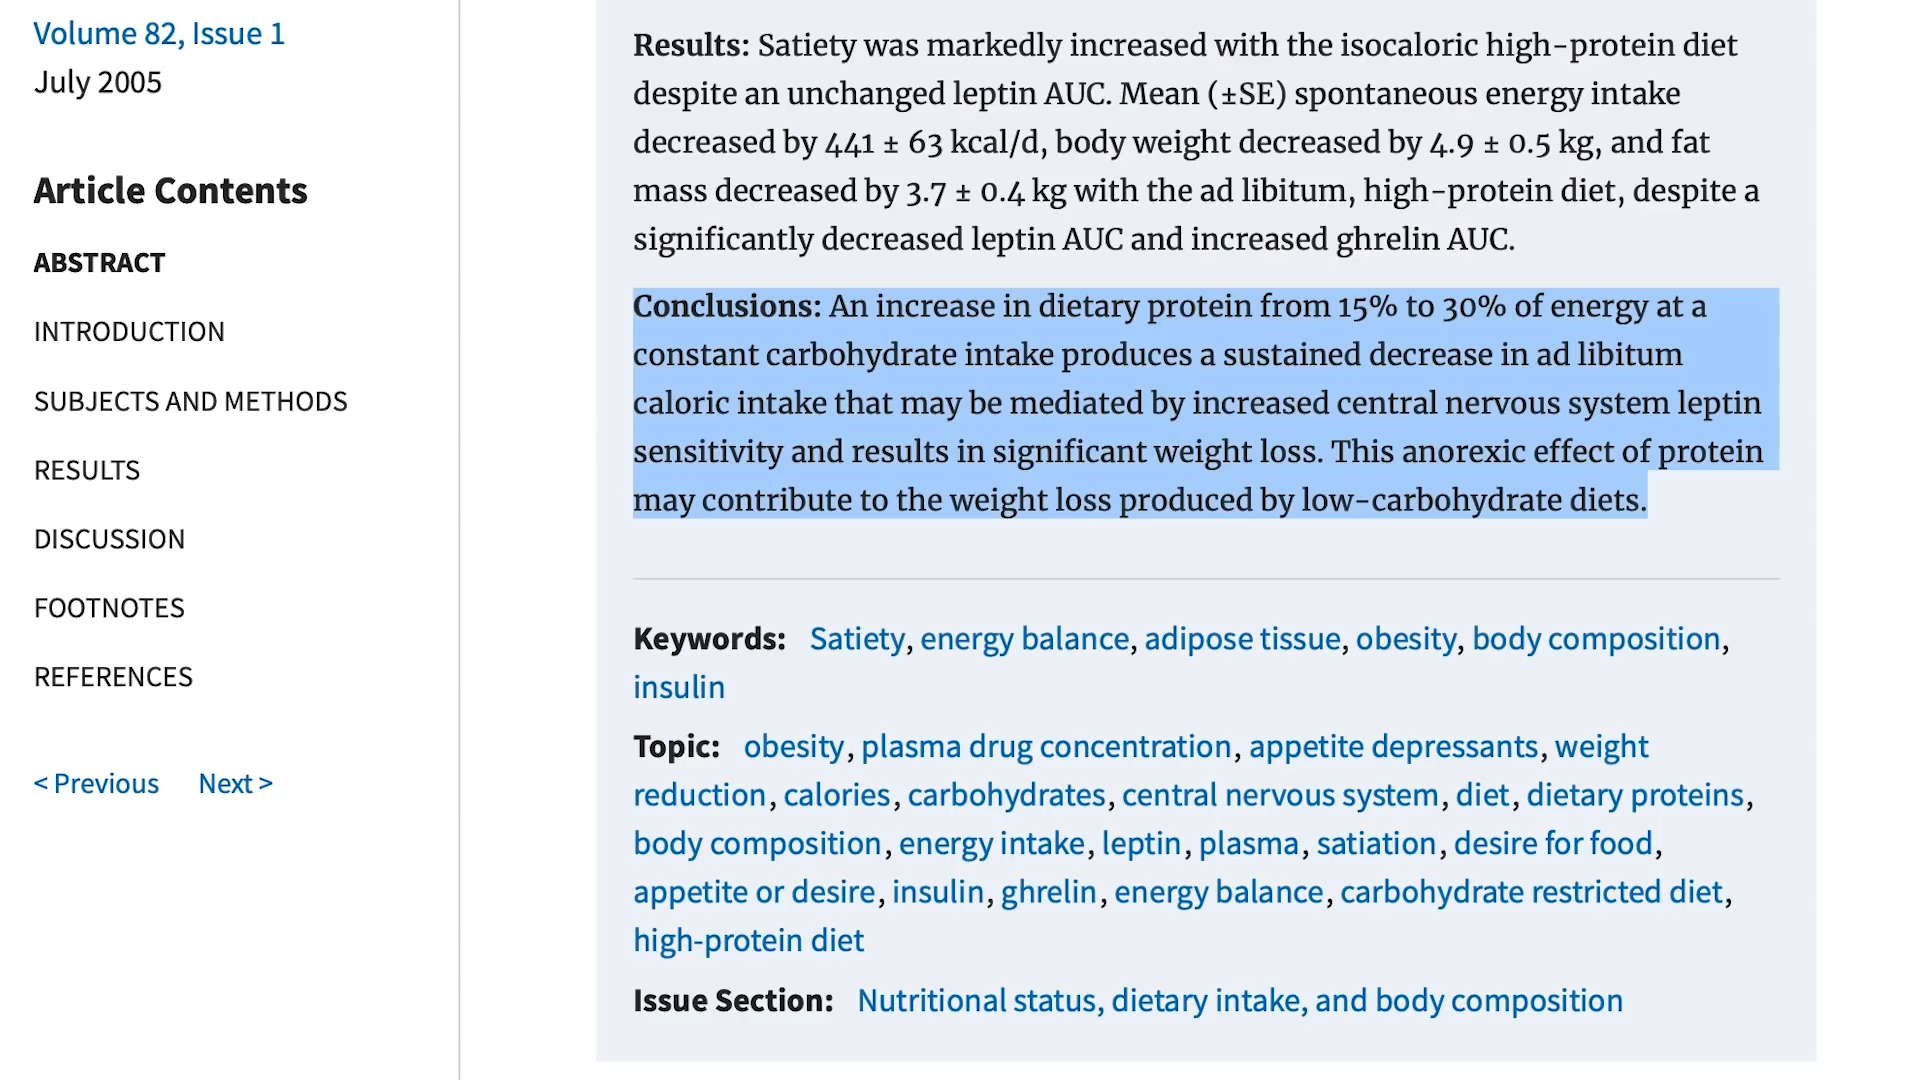 Volume 82, Issue 1
July 2005
Article Contents
ABSTRACT
INTRODUCTION
SUBJECTS AND METHODS
RESULTS
DISCUSSION
FOOTNOTES
REFERENCES
< Previous Next >
Results: Satiety was markedly increased with the isocaloric high-protein diet
despite an unchanged leptin AUC. Mean (±SE) spontaneous energy intake
decreased by 441 ± 63 kcal/d, body weight decreased by 4.9 ± 0.5 kg, and fat
mass decreased by 3.7 ± 0.4 kg with the ad libitum, high-protein diet, despite a
significantly decreased leptin AUC and increased ghrelin AUC.
Conclusions: An increase in dietary protein from 15% to 30% of energy at a
constant carbohydrate intake produces a sustained decrease in ad libitum
caloric intake that may be mediated by increased central nervous system leptin
sensitivity and results in significant weight loss. This anorexic effect of protein
may contribute to the weight loss produced by low-carbohydrate diets.
Keywords: Satiety, energy balance, adipose tissue, obesity, body composition,
insulin
Topic: obesity, plasma drug concentration, appetite depressants, weight
reduction, calories, carbohydrates, central nervous system, diet, dietary proteins,
body composition, energy intake, leptin, plasma, satiation, desire for food,
appetite or desire, insulin, ghrelin, energy balance, carbohydrate restricted diet,
high-protein diet
Issue Section: Nutritional status, dietary intake, and body composition